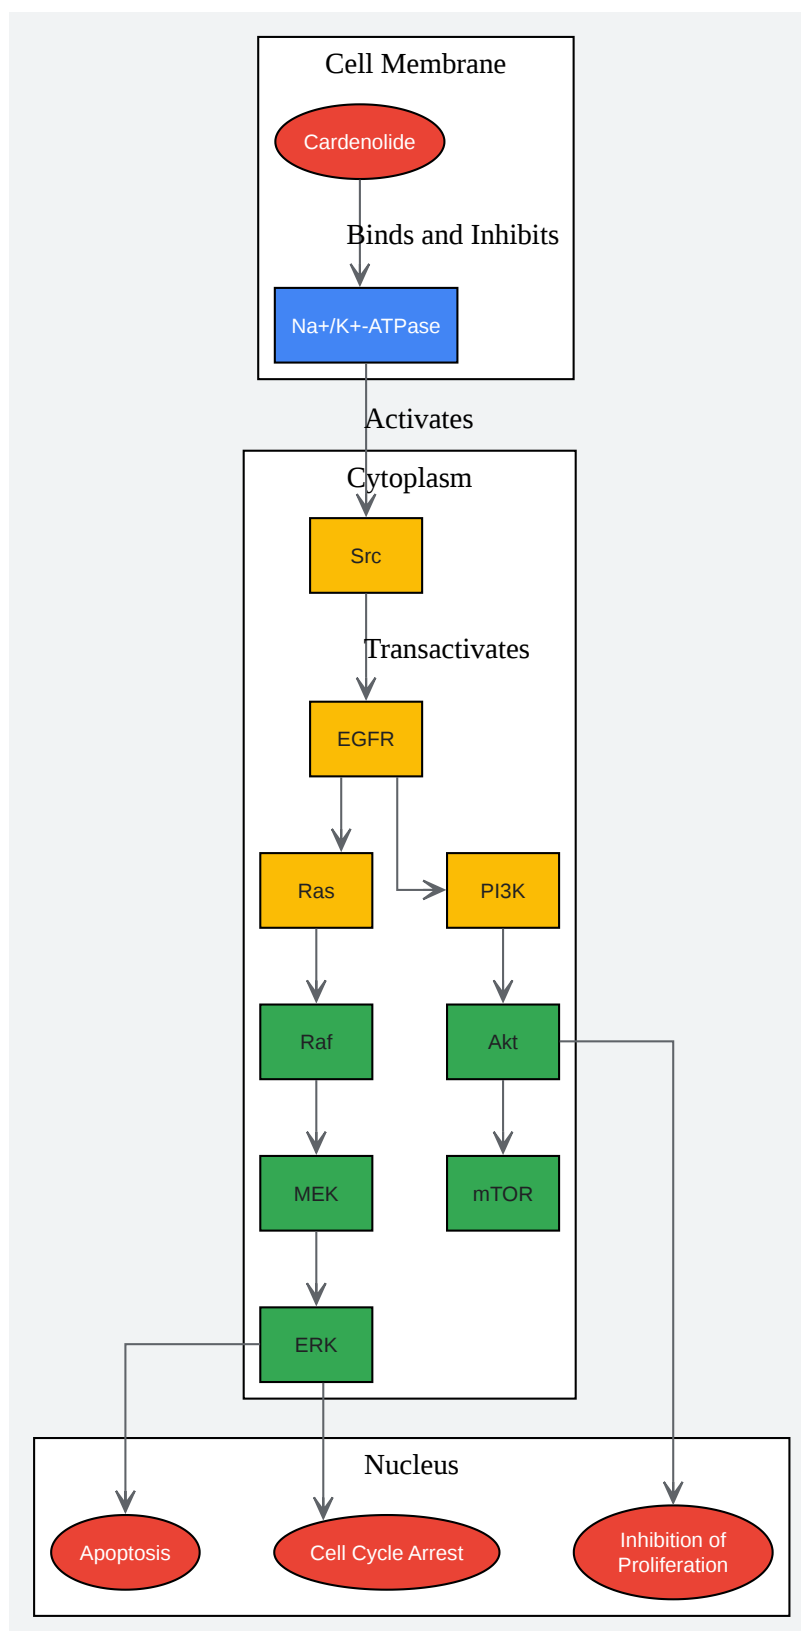 Cell Membrane
Cardenolide
Binds and Inhibits
Na+/K+-ATPase
Activates
Cytoplasm
Src
Transactivates
EGFR
Ras
PI3K
Raf
Akt
MEK
mTOR
ERK
Nucleus
Apoptosis
Cell Cycle Arrest
Inhibition of
Proliferation